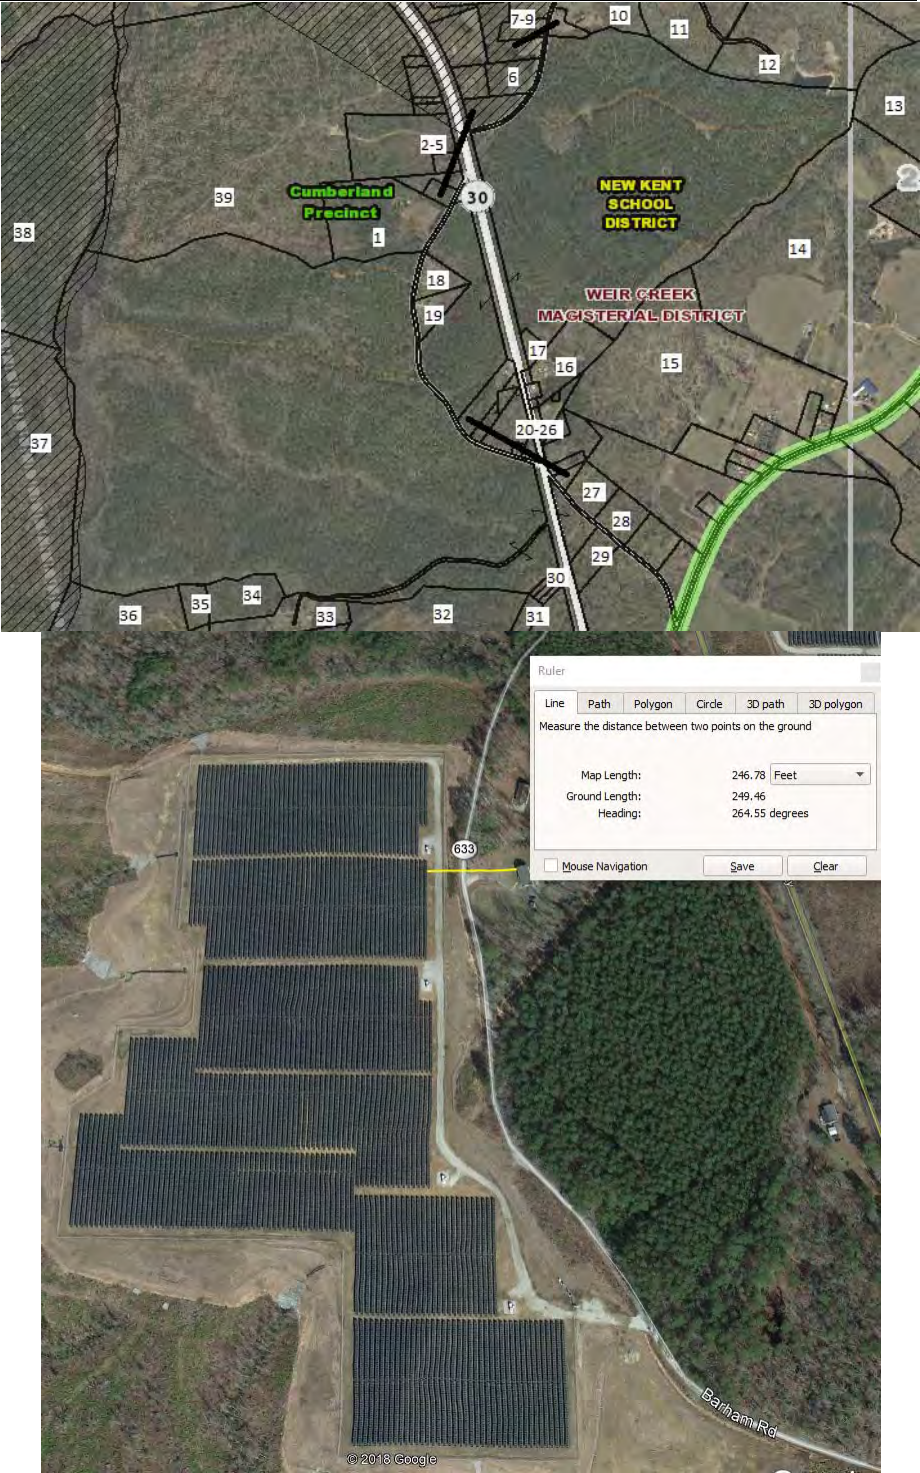 7-9
10
11
12
6
13
2-5
2
39
Cumberland
Precinct
30
NEW KENT
SCHOOL
DISTRICT
38
1
14
18
WEIR CREEK
MAGISTERIAL DISTRICT
19
17
16
15
20-26
37
27
28
29
30
36
35
34
33
32
31
Ruler
Line
Path
Polygon
Circle
3D path
3D polygon
Measure the distance between two points on the ground
Map Length:
246.78
Feet
Ground Length:
249.46
Heading:
264.55 degrees
Mouse Navigation
Save
Clear
633
Barham Rd
© 2018 Google